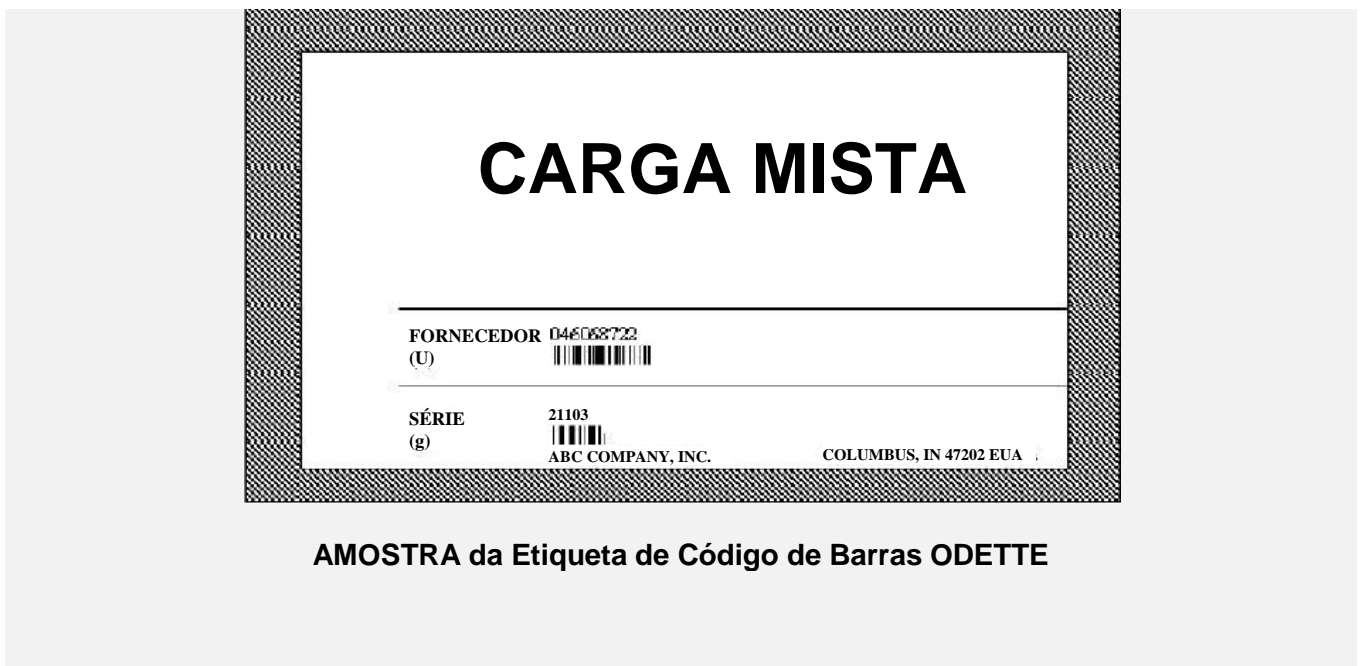 CARGA MISTA
FORNECEDOR 046068722
(U)
SÉRIE 21103
(g)
ABC COMPANY, INC. COLUMBUS, IN 47202 EUA
AMOSTRA da Etiqueta de Código de Barras ODETTE